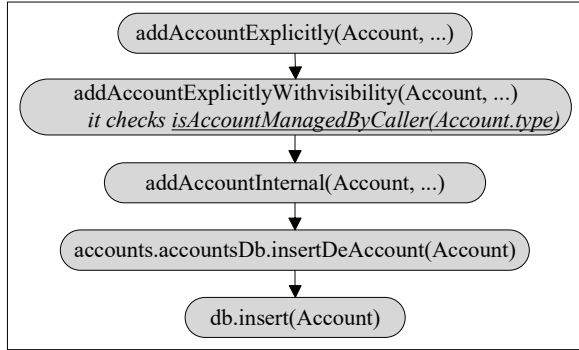 addAccountExplicitly(Account, ...)
addAccountExplicitlyWithvisibility(Account, ...)
it checks isAccountManagedByCaller(Account.type)
addAccountInternal(Account, ...)
accounts.accountsDb.insertDeAccount(Account)
db.insert(Account)